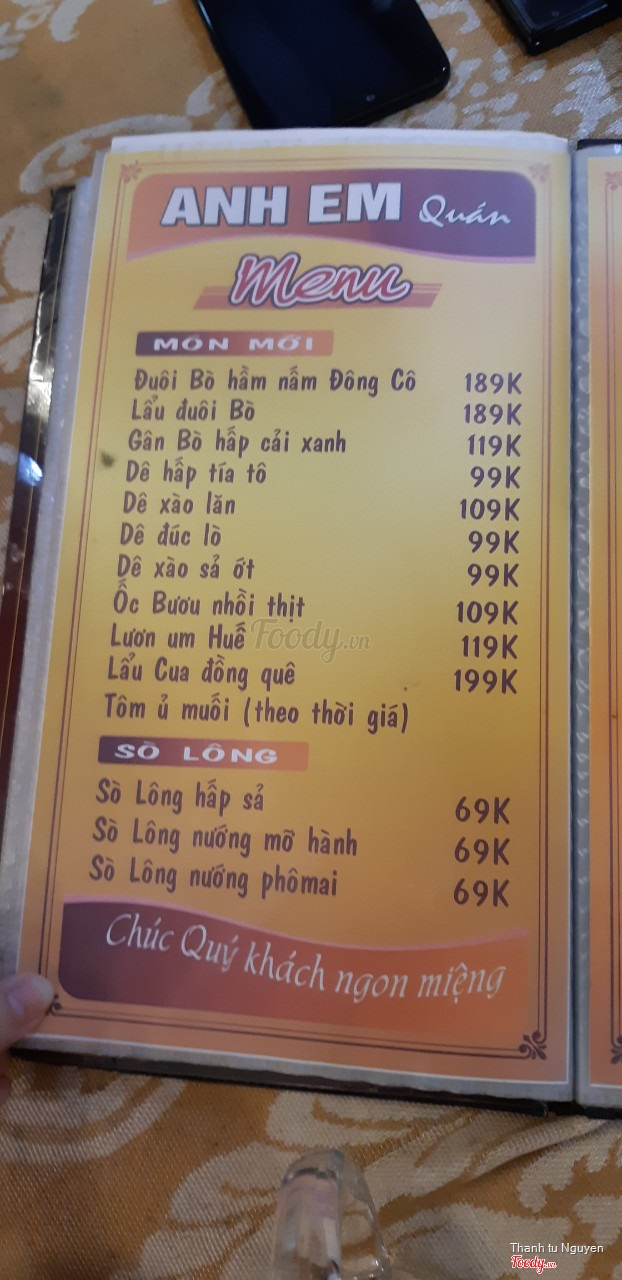 ANH EM Quán
Menu
MÓN MỚI
Đuôi Bò hầm nấm Đông Cô 189K
Lẩu đuôi Bò 189K
Gân Bò hấp cải xanh 119K
Dê hấp tía tô 99K
Dê xào lăn 109K
Dê đúc lò 99K
Dê xào sả ớt 99K
Ốc Bươu nhồi thịt 109K
Lươn um Huế 119K
Lẩu Cua đồng quê 199K
Tôm ủ muối (theo thời giá)
SÒ LÔNG
Sò Lông hấp sả 69K
Sò Lông nướng mỡ hành 69K
Sò Lông nướng phômai 69K
Chúc Quý khách ngon miệng
Foody.vn
Thanh tu Nguyen
Foody.vn